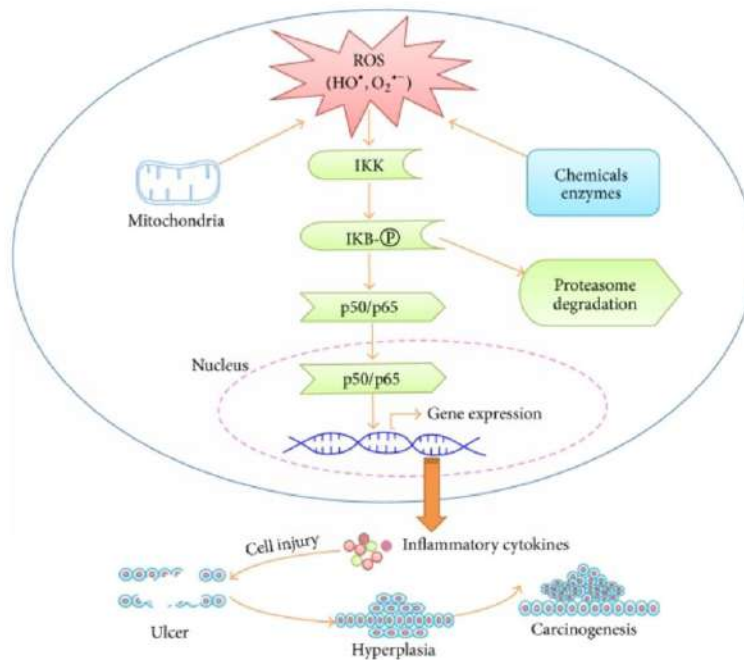 ROS
(HO•, O₂•−)
IKK
Chemicals
enzymes
Mitochondria
IKB-Ⓟ
Proteasome
degradation
p50/p65
Nucleus
p50/p65
Gene expression
Cell injury
Inflammatory cytokines
Ulcer
Hyperplasia
Carcinogenesis